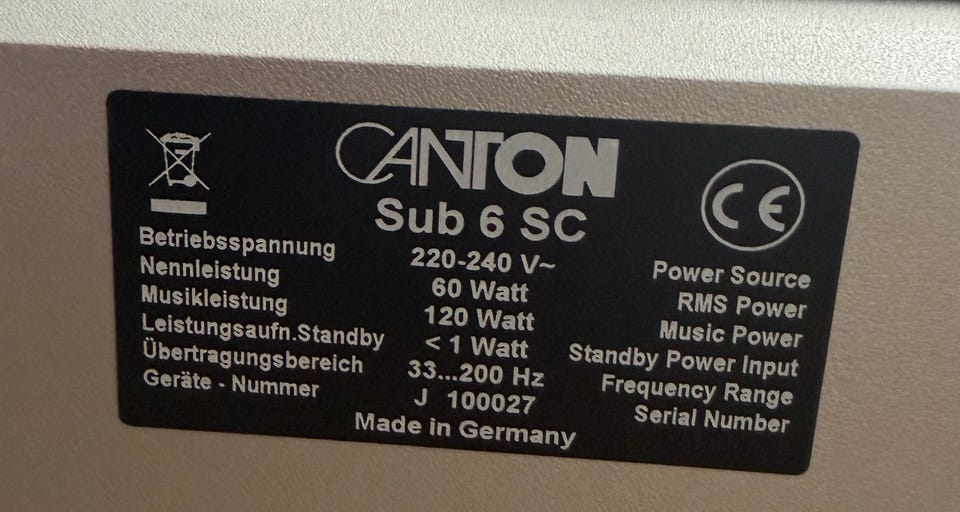 CANTON
CE
Sub 6 SC
Betriebsspannung 220-240 V~ Power Source
Nennleistung 60 Watt RMS Power
Musikleistung 120 Watt Music Power
Leistungsaufn.Standby < 1 Watt Standby Power Input
Übertragungsbereich 33...200 Hz Frequency Range
Geräte - Nummer J 100027 Serial Number
Made in Germany